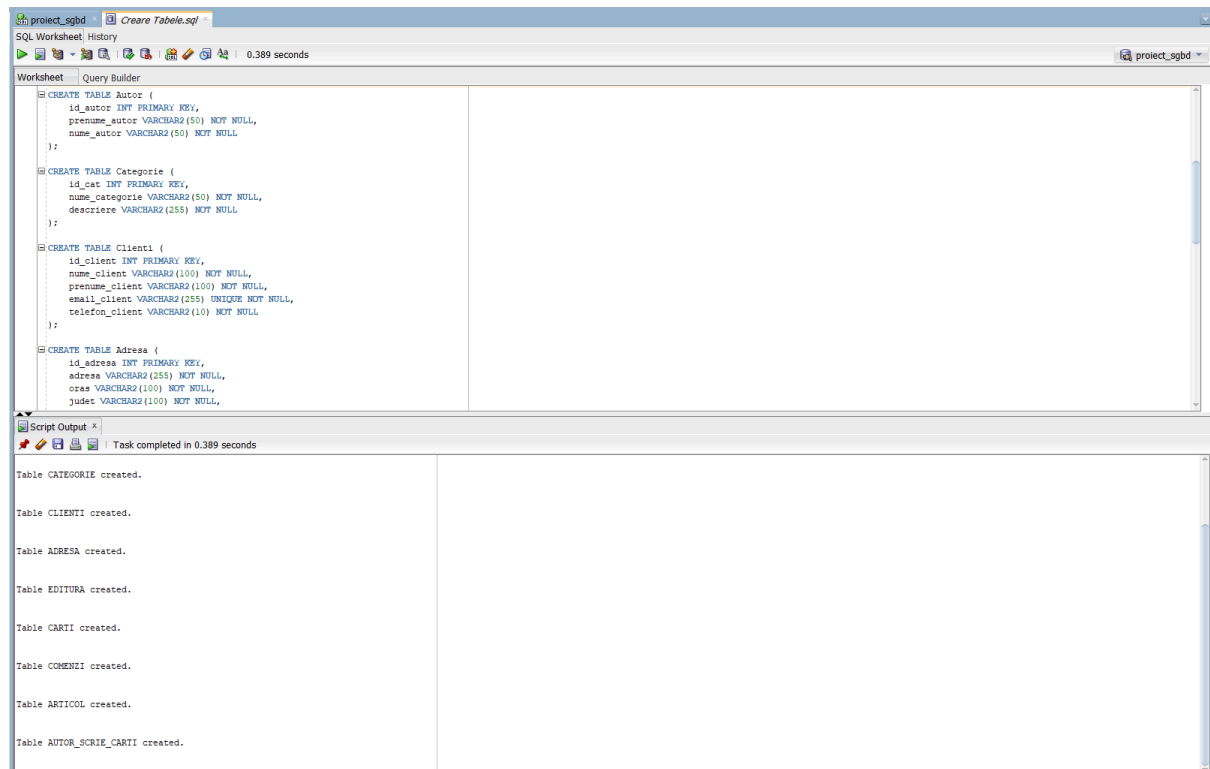 proiect_sgbd Creare Tabele.sql
SQL Worksheet History
0.389 seconds proiect_sgbd
Worksheet Query Builder
CREATE TABLE Autor (
id_autor INT PRIMARY KEY,
prenume_autor VARCHAR2(50) NOT NULL,
nume_autor VARCHAR2(50) NOT NULL
);
CREATE TABLE Categorie (
id_cat INT PRIMARY KEY,
nume_categorie VARCHAR2(50) NOT NULL,
descriere VARCHAR2(255) NOT NULL
);
CREATE TABLE Clienti (
id_client INT PRIMARY KEY,
nume_client VARCHAR2(100) NOT NULL,
prenume_client VARCHAR2(100) NOT NULL,
email_client VARCHAR2(255) UNIQUE NOT NULL,
telefon_client VARCHAR2(10) NOT NULL
);
CREATE TABLE Adresa (
id_adresa INT PRIMARY KEY,
adresa VARCHAR2(255) NOT NULL,
oras VARCHAR2(100) NOT NULL,
judet VARCHAR2(100) NOT NULL,
Script Output
Task completed in 0.389 seconds
Table CATEGORIE created.
Table CLIENTI created.
Table ADRESA created.
Table EDITURA created.
Table CARTI created.
Table COMENZI created.
Table ARTICOL created.
Table AUTOR_SCRIE_CARTI created.